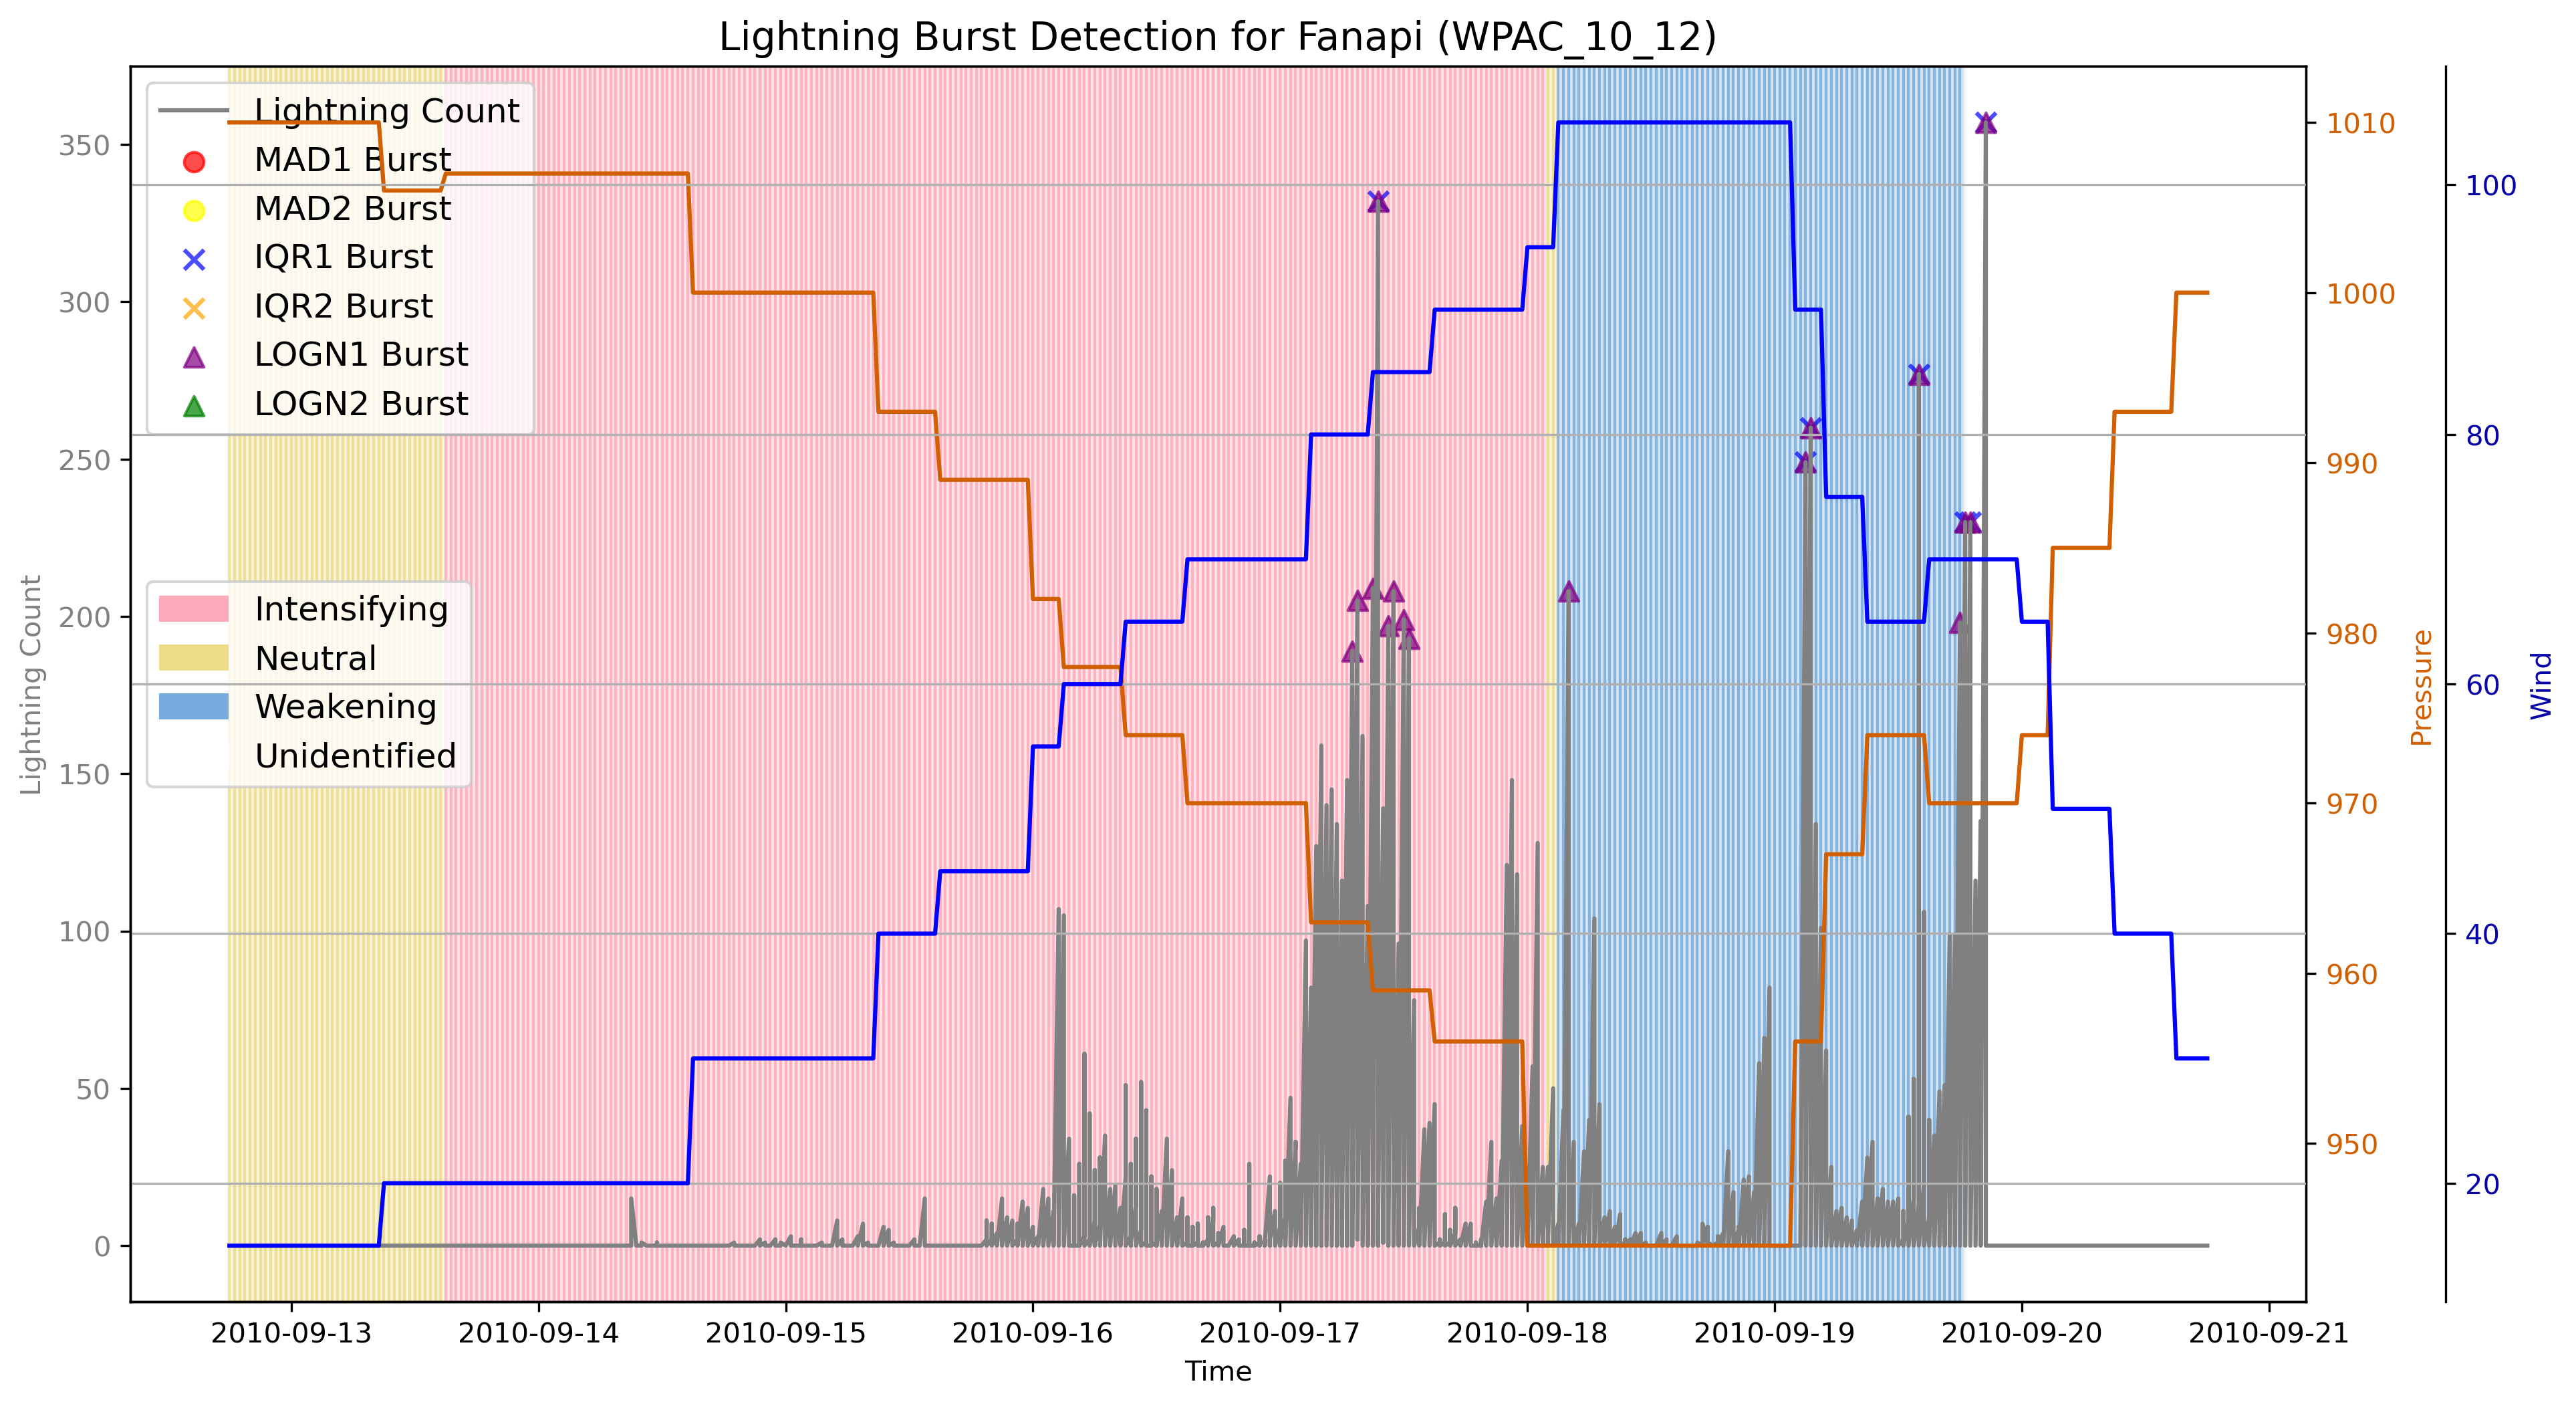 Lightning Burst Detection for Fanapi (WPAC_10_12)
Lightning Count
MAD1 Burst
MAD2 Burst
IQR1 Burst
IQR2 Burst
LOGN1 Burst
LOGN2 Burst
Intensifying
Neutral
Weakening
Unidentified
Lightning Count
350
300
250
200
150
100
50
0
1010
1000
990
980
970
960
950
Pressure
100
80
60
40
20
Wind
2010-09-13 2010-09-14 2010-09-15 2010-09-16 2010-09-17 2010-09-18 2010-09-19 2010-09-20 2010-09-21
Time